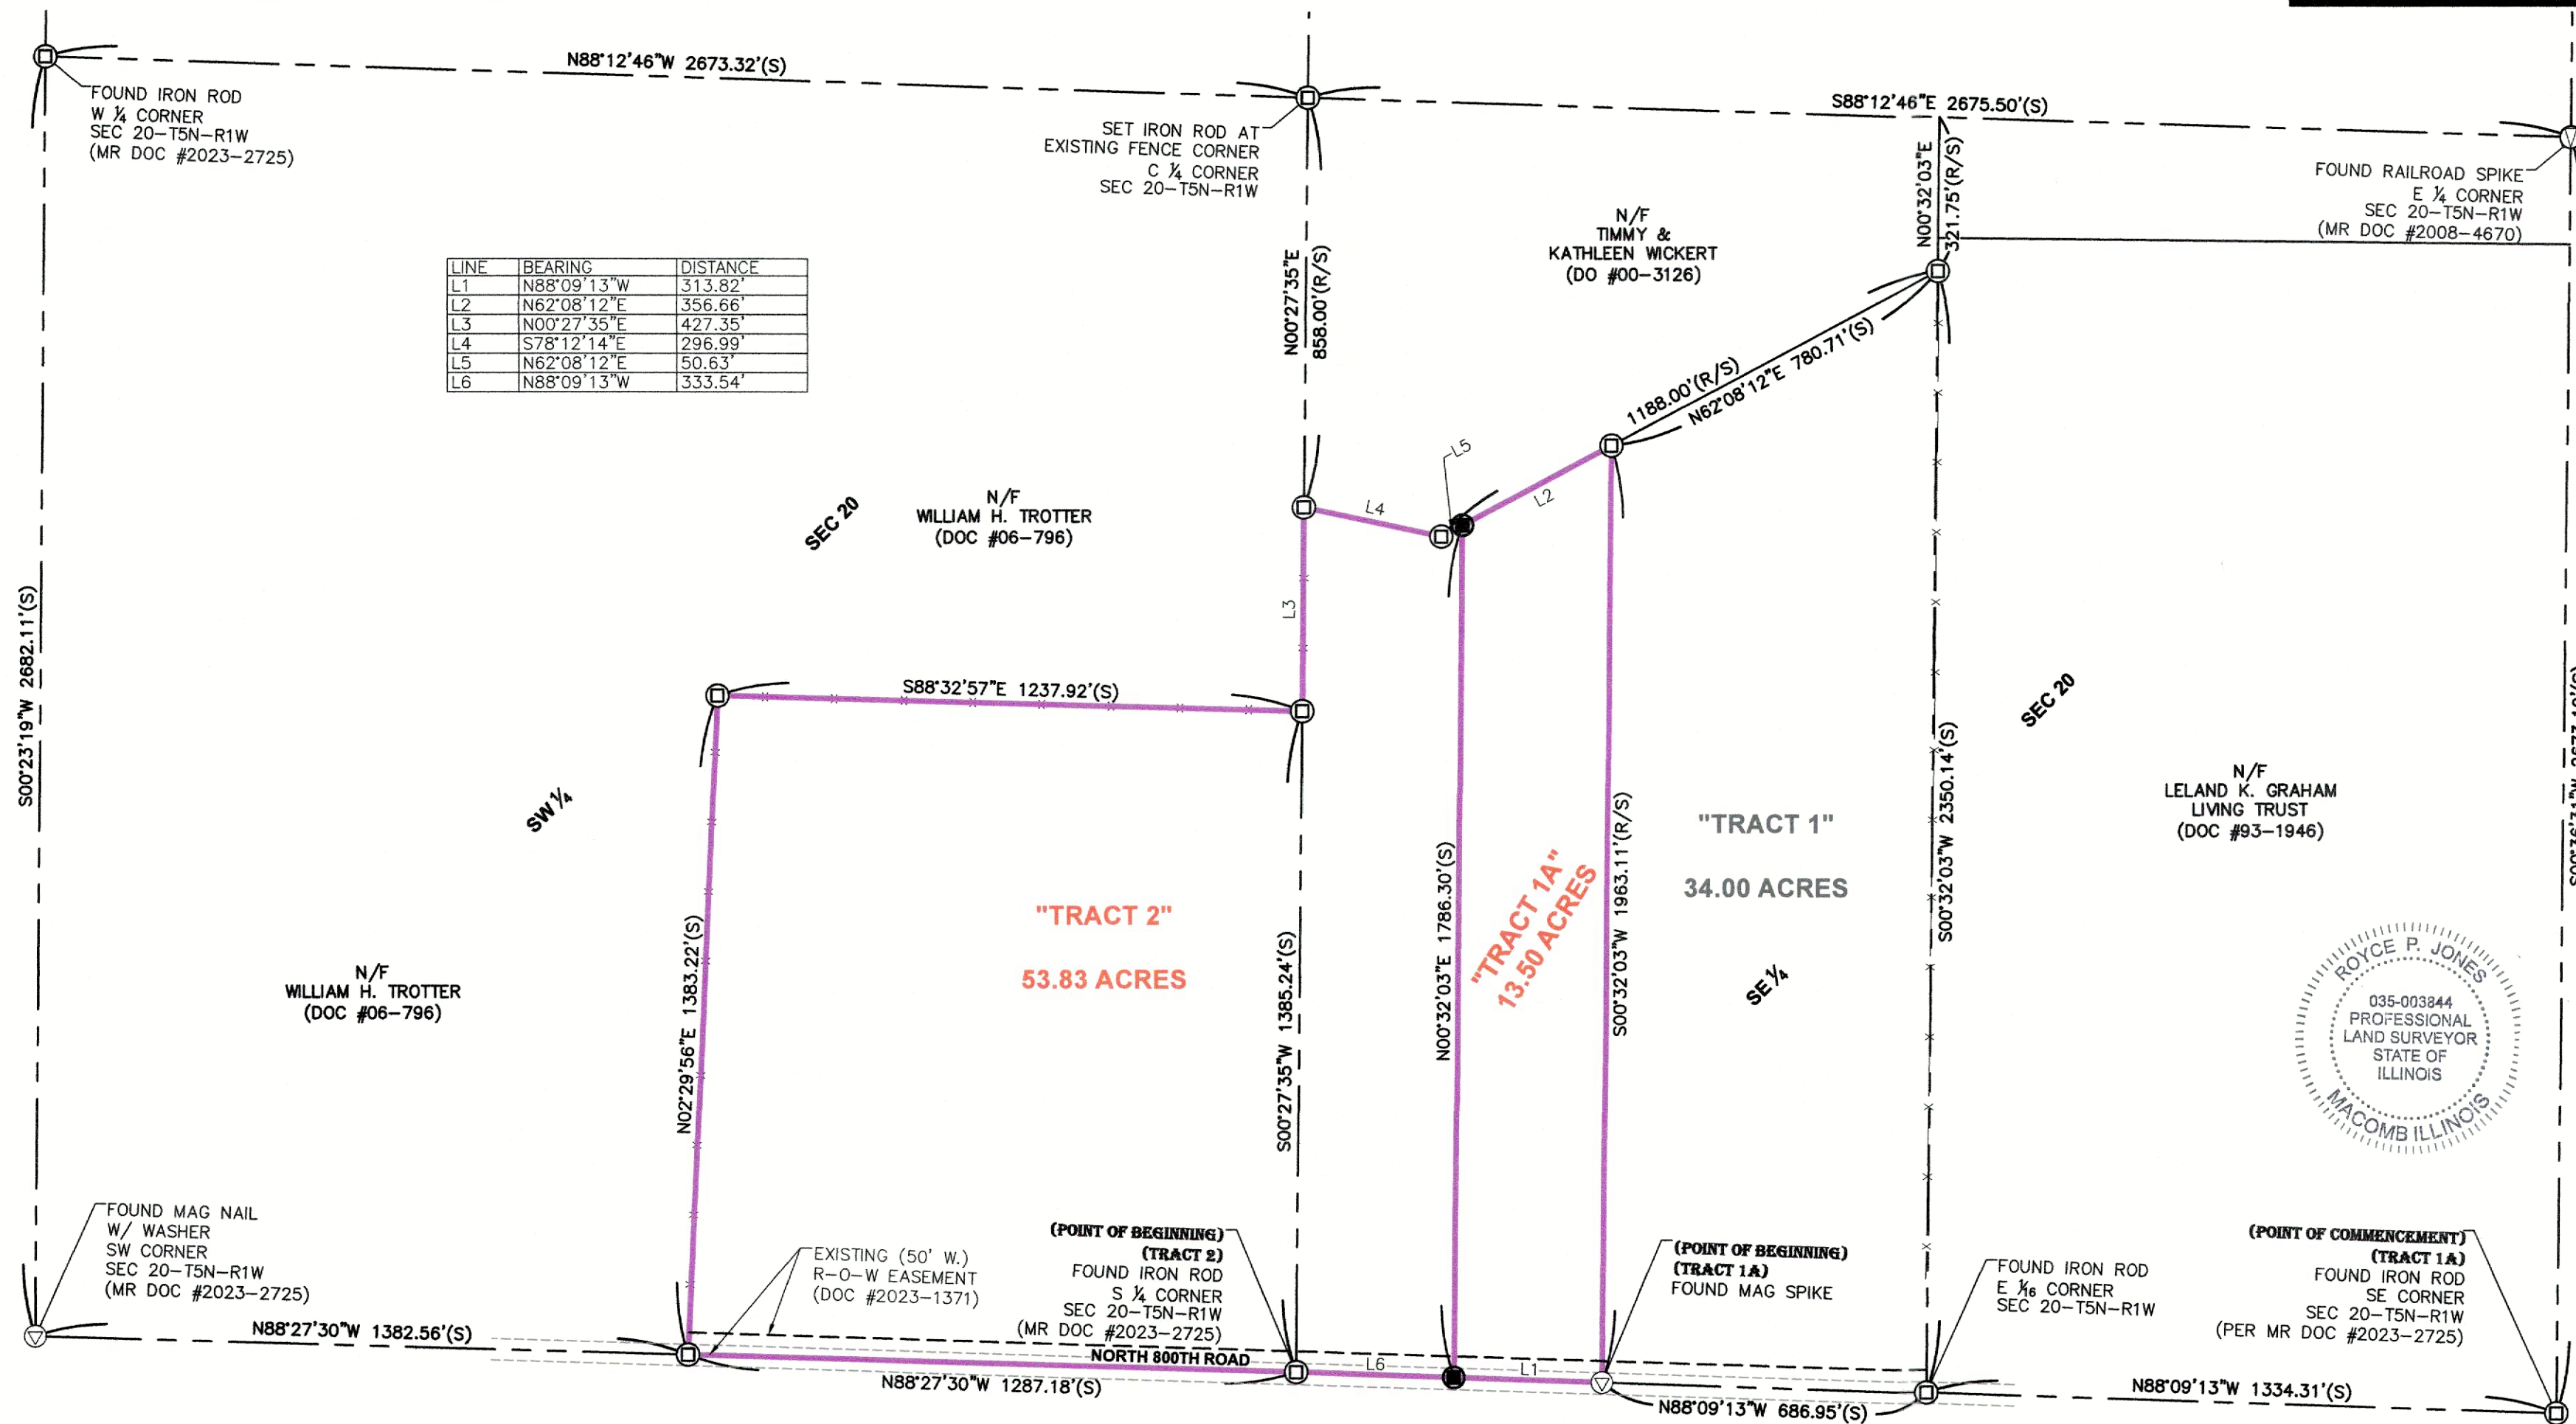 N88°12'46"W 2673.32'(S)
S88°12'46"E 2675.50'(S)
FOUND IRON ROD
W ¼ CORNER
SEC 20-T5N-R1W
(MR DOC #2023-2725)
SET IRON ROD AT
EXISTING FENCE CORNER
C ¼ CORNER
SEC 20-T5N-R1W
N/F
TIMMY &
KATHLEEN WICKERT
(DO #00-3126)
N00°32'03"E
321.75'(R/S)
FOUND RAILROAD SPIKE
E ¼ CORNER
SEC 20-T5N-R1W
(MR DOC #2008-4670)
LINE BEARING DISTANCE
L1 N88°09'13"W 313.82'
L2 N62°08'12"E 356.66'
L3 N00°27'35"E 427.35'
L4 S78°12'14"E 296.99'
L5 N62°08'12"E 50.63'
L6 N88°09'13"W 333.54'
N00°27'35"E
858.00'(R/S)
1188.00'(R/S)
N62°08'12"E 780.71'(S)
L5
L4
L2
L3
SEC 20
N/F
WILLIAM H. TROTTER
(DOC #06-796)
S00°23'19"W 2682.11'(S)
S88°32'57"E 1237.92'(S)
SW ¼
SEC 20
N/F
LELAND K. GRAHAM
LIVING TRUST
(DOC #93-1946)
"TRACT 1"
34.00 ACRES
"TRACT 1A"
13.50 ACRES
"TRACT 2"
53.83 ACRES
N02°29'56"E 1383.22'(S)
S00°27'35"W 1385.24'(S)
N00°32'03"E 1786.30'(S)
S00°32'03"W 1963.11'(R/S)
S00°32'03"W 2350.14'(S)
SE ¼
N/F
WILLIAM H. TROTTER
(DOC #06-796)
ROYCE P. JONES
035-003844
PROFESSIONAL
LAND SURVEYOR
STATE OF
ILLINOIS
MACOMB ILLINOIS
FOUND MAG NAIL
W/ WASHER
SW CORNER
SEC 20-T5N-R1W
(MR DOC #2023-2725)
EXISTING (50' W.)
R-O-W EASEMENT
(DOC #2023-1371)
(POINT OF BEGINNING)
(TRACT 2)
FOUND IRON ROD
S ¼ CORNER
SEC 20-T5N-R1W
(MR DOC #2023-2725)
(POINT OF BEGINNING)
(TRACT 1A)
FOUND MAG SPIKE
FOUND IRON ROD
E 1/16 CORNER
SEC 20-T5N-R1W
(POINT OF COMMENCEMENT)
(TRACT 1A)
FOUND IRON ROD
SE CORNER
SEC 20-T5N-R1W
(PER MR DOC #2023-2725)
N88°27'30"W 1382.56'(S)
NORTH 800TH ROAD
L6
L1
N88°27'30"W 1287.18'(S)
N88°09'13"W 686.95'(S)
N88°09'13"W 1334.31'(S)